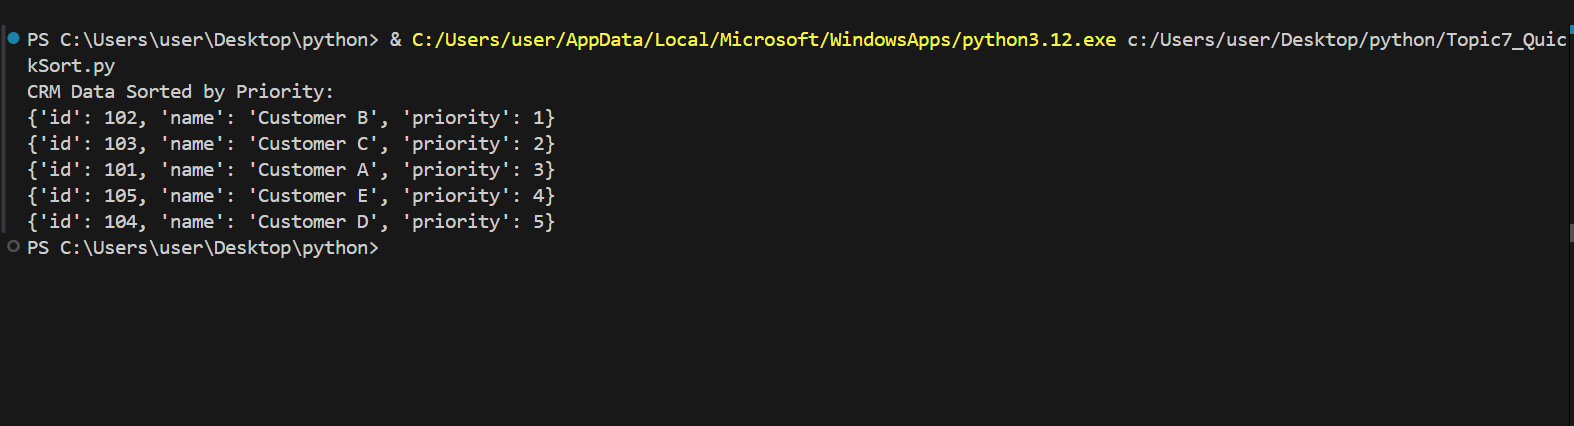 PS C:\Users\user\Desktop\python> & C:/Users/user/AppData/Local/Microsoft/WindowsApps/python3.12.exe c:/Users/user/Desktop/python/Topic7_Quic
kSort.py
CRM Data Sorted by Priority:
{'id': 102, 'name': 'Customer B', 'priority': 1}
{'id': 103, 'name': 'Customer C', 'priority': 2}
{'id': 101, 'name': 'Customer A', 'priority': 3}
{'id': 105, 'name': 'Customer E', 'priority': 4}
{'id': 104, 'name': 'Customer D', 'priority': 5}
PS C:\Users\user\Desktop\python>